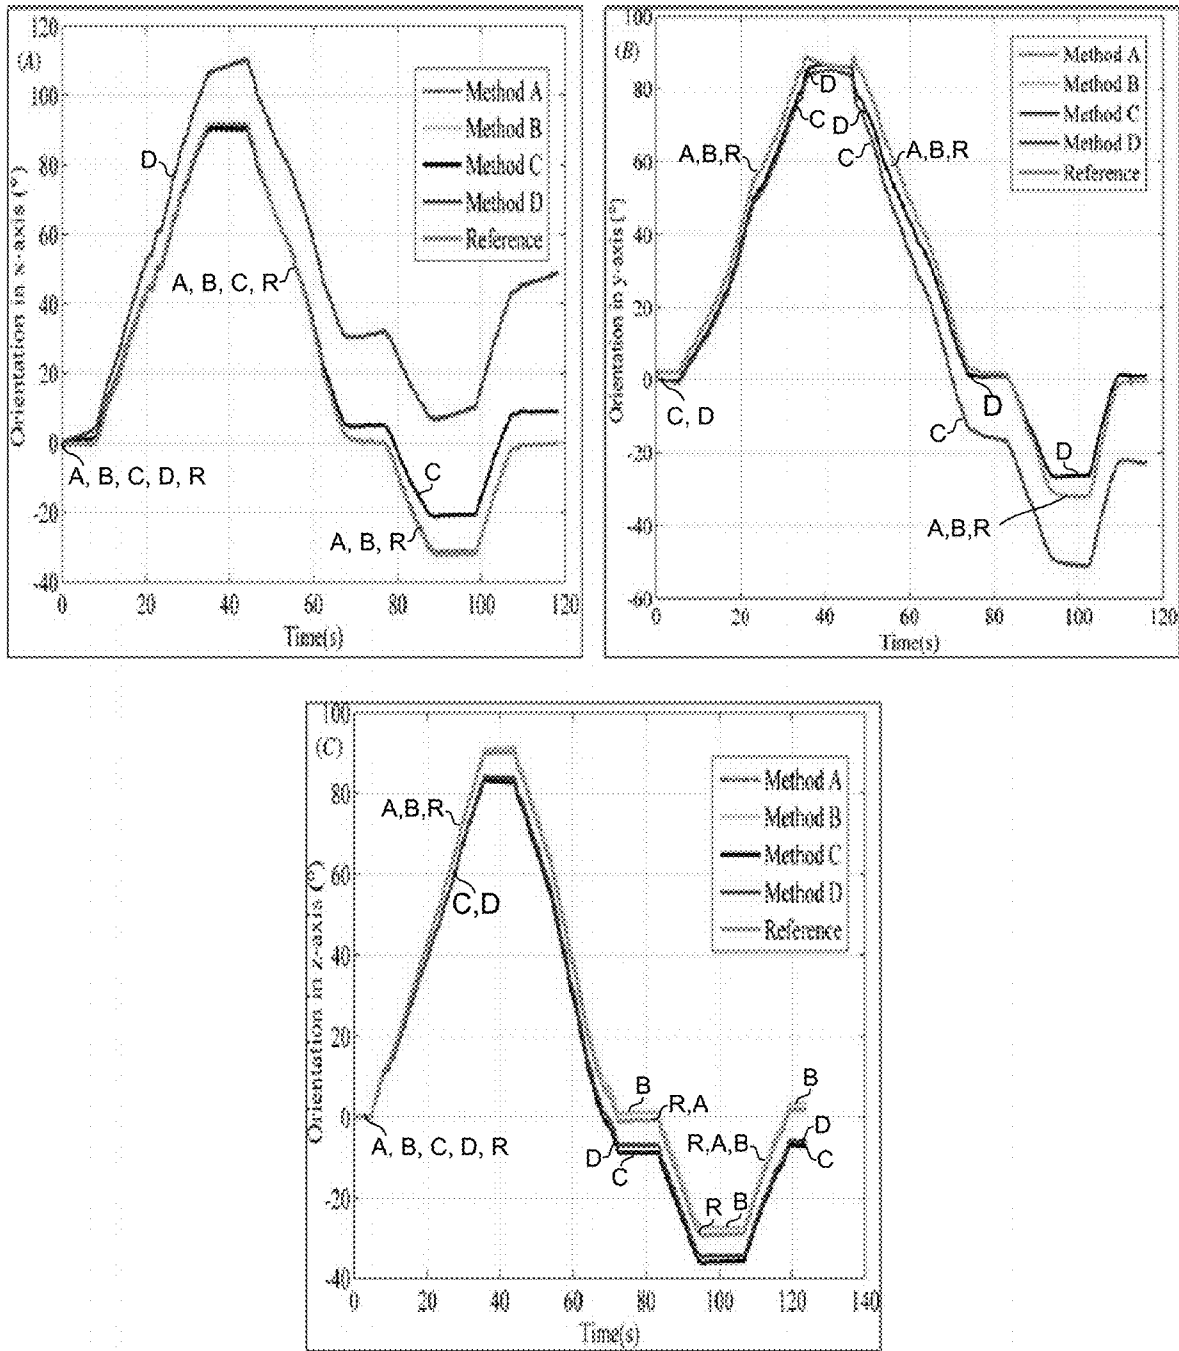 (A)
120
100
80
60
40
20
0
-20
-40
Orientation in x-axis (°)
Method A
Method B
Method C
Method D
Reference
D
A, B, C, R
A, B, C, D, R
C
A, B, R
0 20 40 60 80 100 120
Time(s)
(B)
100
80
60
40
20
0
-20
-40
-60
Orientation in y-axis (°)
Method A
Method B
Method C
Method D
Reference
D
C
D
A,B,R
C
A,B,R
C, D
D
C
D
A,B,R
0 20 40 60 80 100 120
Time(s)
(C)
100
80
60
40
20
0
-20
-40
Orientation in z-axis (°)
Method A
Method B
Method C
Method D
Reference
A,B,R
C,D
B
R,A
B
A, B, C, D, R
D
C
R,A,B
D
C
R
B
0 20 40 60 80 100 120 140
Time(s)